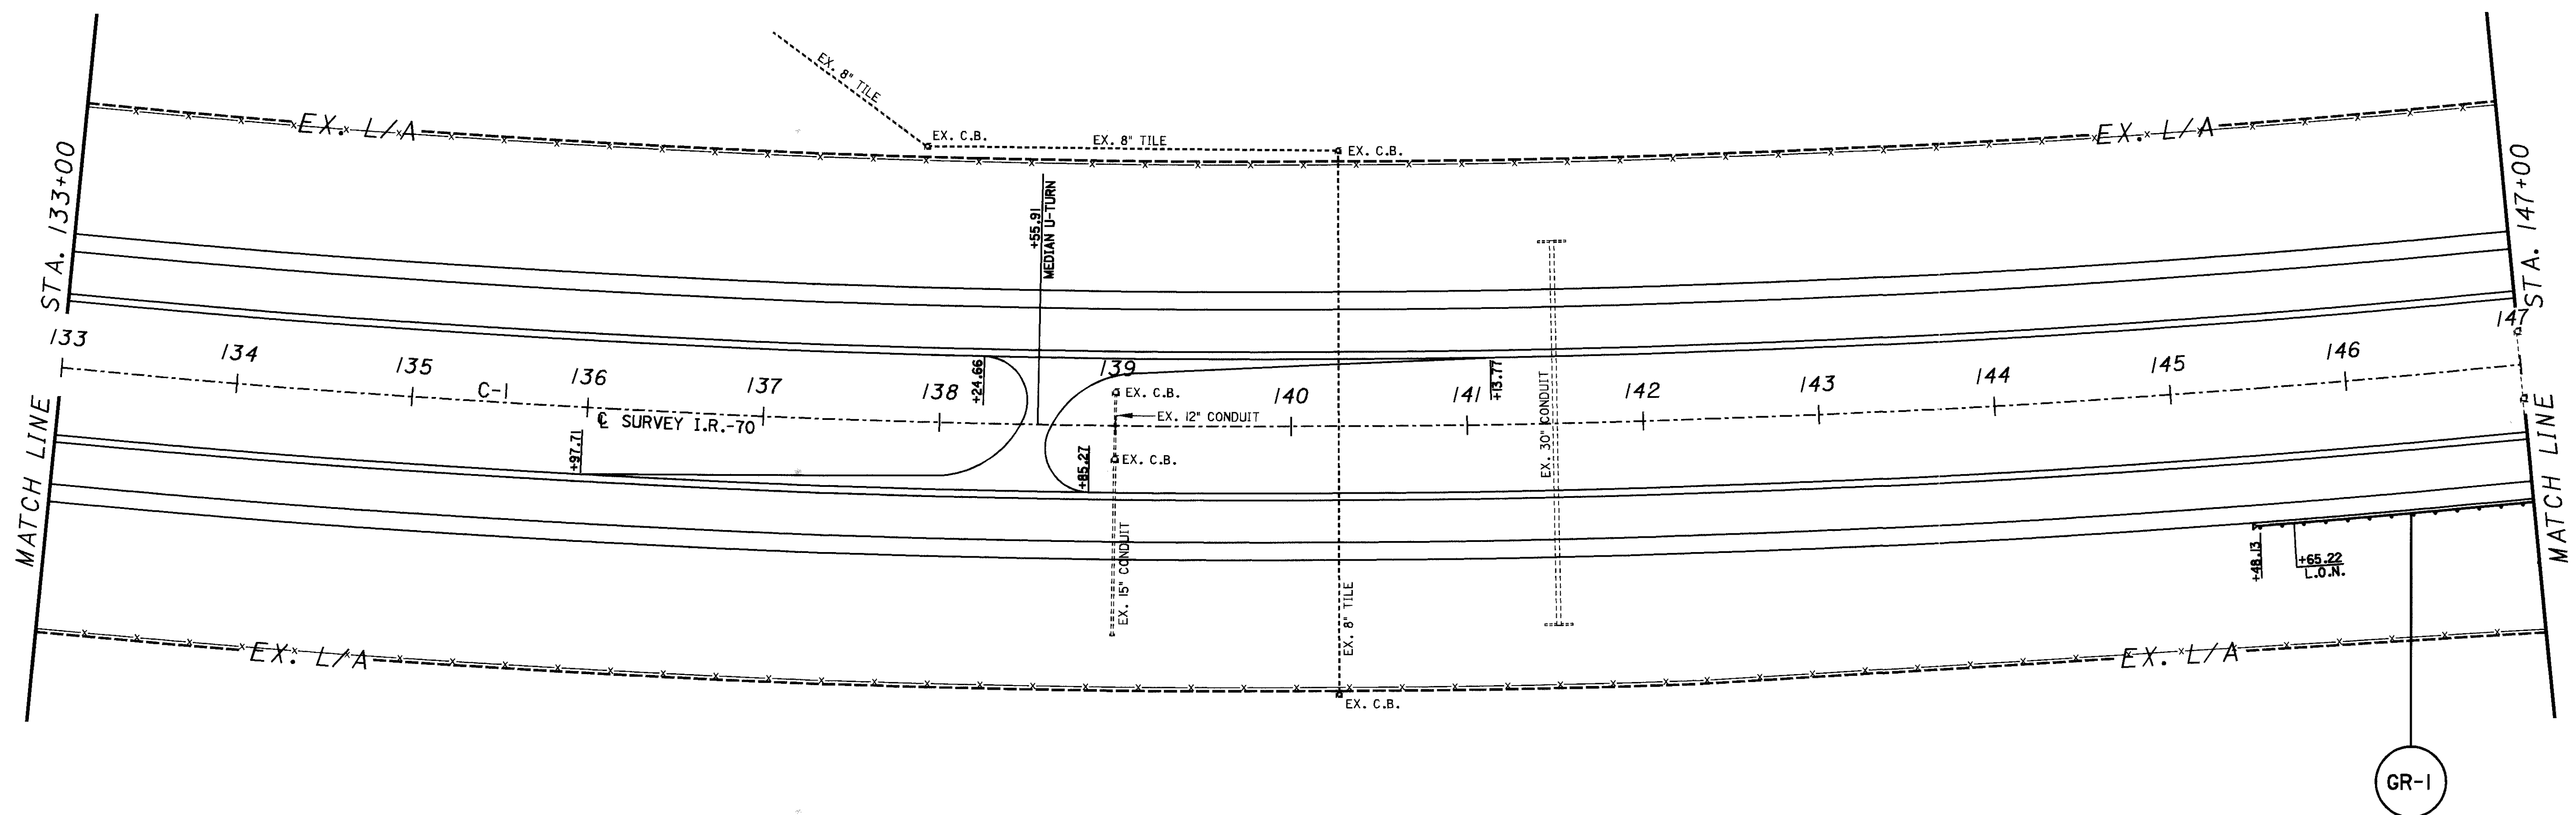 EX. 8" TILE
EX. L/A
EX. C.B.
EX. 8" TILE
EX. C.B.
EX. L/A
STA. 133+00
MATCH LINE
+55.91
MEDIAN U-TURN
STA. 147+00
MATCH LINE
133
134
135
136
137
138
139
140
141
142
143
144
145
146
147
C-1
℄ SURVEY I.R.-70
+97.71
+24.66
+85.27
+13.77
EX. C.B.
EX. 12" CONDUIT
EX. C.B.
EX. 15" CONDUIT
EX. 30" CONDUIT
EX. 8" TILE
+48.13
+65.22
L.O.N.
EX. L/A
EX. L/A
EX. C.B.
GR-1